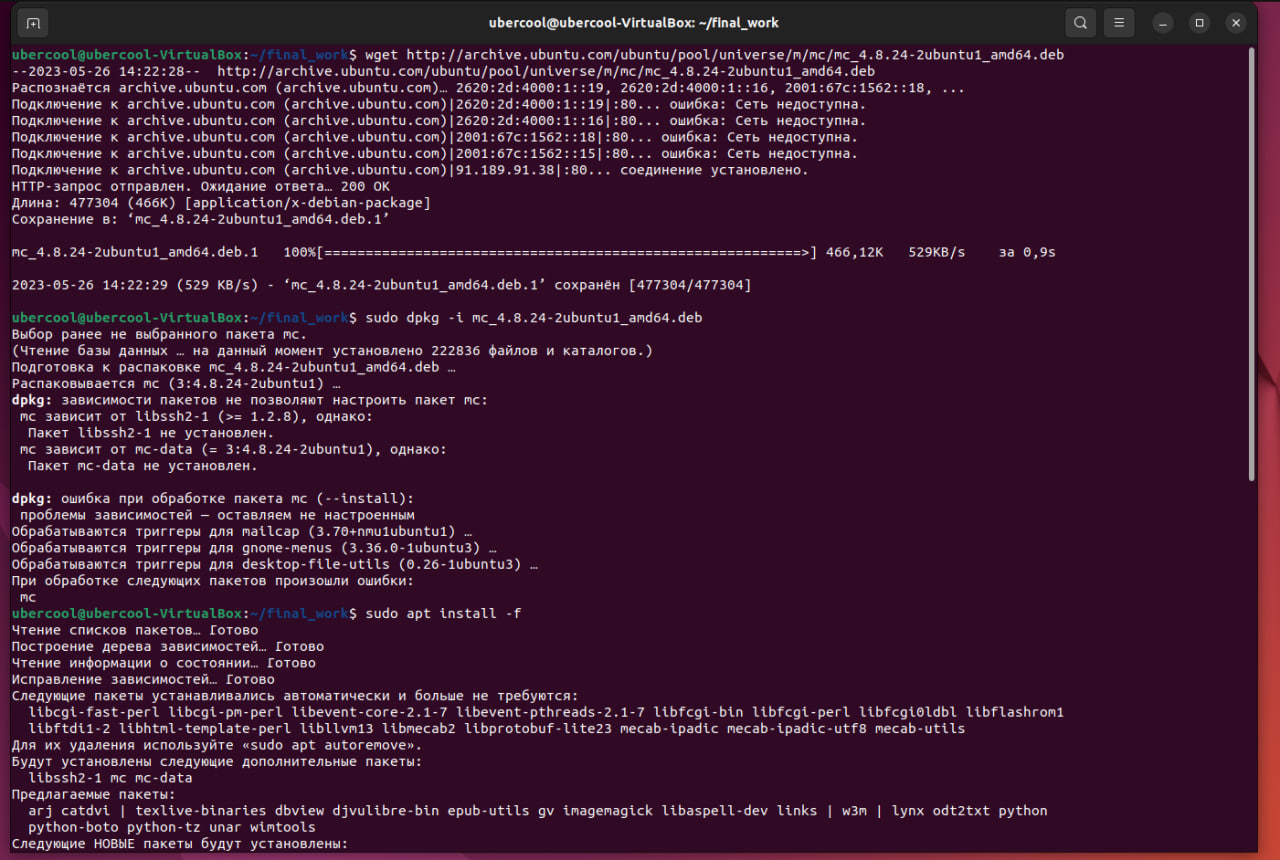 ubercool@ubercool-VirtualBox: ~/final_work
ubercool@ubercool-VirtualBox:~/final_work$ wget http://archive.ubuntu.com/ubuntu/pool/universe/m/mc/mc_4.8.24-2ubuntu1_amd64.deb
--2023-05-26 14:22:28--  http://archive.ubuntu.com/ubuntu/pool/universe/m/mc/mc_4.8.24-2ubuntu1_amd64.deb
Распознаётся archive.ubuntu.com (archive.ubuntu.com)… 2620:2d:4000:1::19, 2620:2d:4000:1::16, 2001:67c:1562::18, ...
Подключение к archive.ubuntu.com (archive.ubuntu.com)|2620:2d:4000:1::19|:80... ошибка: Сеть недоступна.
Подключение к archive.ubuntu.com (archive.ubuntu.com)|2620:2d:4000:1::16|:80... ошибка: Сеть недоступна.
Подключение к archive.ubuntu.com (archive.ubuntu.com)|2001:67c:1562::18|:80... ошибка: Сеть недоступна.
Подключение к archive.ubuntu.com (archive.ubuntu.com)|2001:67c:1562::15|:80... ошибка: Сеть недоступна.
Подключение к archive.ubuntu.com (archive.ubuntu.com)|91.189.91.38|:80... соединение установлено.
HTTP-запрос отправлен. Ожидание ответа… 200 OK
Длина: 477304 (466K) [application/x-debian-package]
Сохранение в: ‘mc_4.8.24-2ubuntu1_amd64.deb.1’
mc_4.8.24-2ubuntu1_amd64.deb.1   100%[==========================================================>] 466,12K   529KB/s    за 0,9s
2023-05-26 14:22:29 (529 KB/s) - ‘mc_4.8.24-2ubuntu1_amd64.deb.1’ сохранён [477304/477304]
ubercool@ubercool-VirtualBox:~/final_work$ sudo dpkg -i mc_4.8.24-2ubuntu1_amd64.deb
Выбор ранее не выбранного пакета mc.
(Чтение базы данных … на данный момент установлено 222836 файлов и каталогов.)
Подготовка к распаковке mc_4.8.24-2ubuntu1_amd64.deb …
Распаковывается mc (3:4.8.24-2ubuntu1) …
dpkg: зависимости пакетов не позволяют настроить пакет mc:
 mc зависит от libssh2-1 (>= 1.2.8), однако:
  Пакет libssh2-1 не установлен.
 mc зависит от mc-data (= 3:4.8.24-2ubuntu1), однако:
  Пакет mc-data не установлен.
dpkg: ошибка при обработке пакета mc (--install):
 проблемы зависимостей — оставляем не настроенным
Обрабатываются триггеры для mailcap (3.70+nmu1ubuntu1) …
Обрабатываются триггеры для gnome-menus (3.36.0-1ubuntu3) …
Обрабатываются триггеры для desktop-file-utils (0.26-1ubuntu3) …
При обработке следующих пакетов произошли ошибки:
 mc
ubercool@ubercool-VirtualBox:~/final_work$ sudo apt install -f
Чтение списков пакетов… Готово
Построение дерева зависимостей… Готово
Чтение информации о состоянии… Готово
Исправление зависимостей… Готово
Следующие пакеты устанавливались автоматически и больше не требуются:
  libcgi-fast-perl libcgi-pm-perl libevent-core-2.1-7 libevent-pthreads-2.1-7 libfcgi-bin libfcgi-perl libfcgi0ldbl libflashrom1
  libftdi1-2 libhtml-template-perl libllvm13 libmecab2 libprotobuf-lite23 mecab-ipadic mecab-ipadic-utf8 mecab-utils
Для их удаления используйте «sudo apt autoremove».
Будут установлены следующие дополнительные пакеты:
  libssh2-1 mc mc-data
Предлагаемые пакеты:
  arj catdvi | texlive-binaries dbview djvulibre-bin epub-utils gv imagemagick libaspell-dev links | w3m | lynx odt2txt python
  python-boto python-tz unar wimtools
Следующие НОВЫЕ пакеты будут установлены: